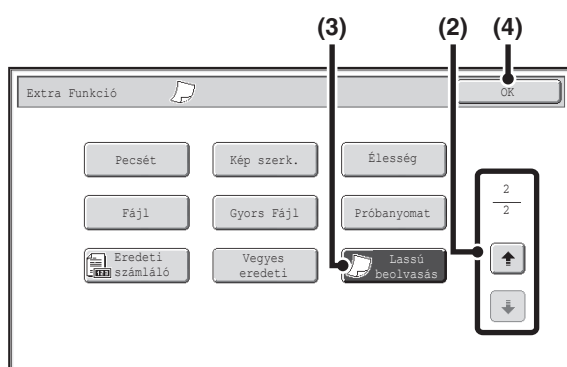 (3) (2) (4)
Extra Funkció OK
Pecsét Kép szerk. Élesség
2
2
Fájl Gyors Fájl Próbanyomat
Eredeti
számláló
Vegyes
eredeti
Lassú
beolvasás
123